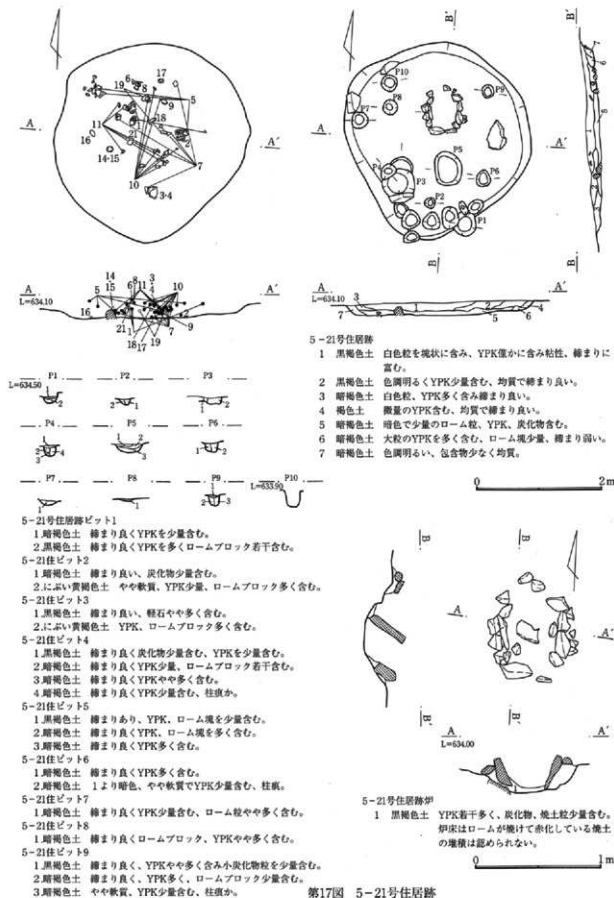 17
6
19
8
5
9
18
11
21
2
16
14・15
7
10
3・4
A
A′
B
B′
P10
P9
P7
P8
P4
P3
P5
P6
P2
P1
A
L=634.10
A′
A
L=634.10
A′
5-21号住居跡
1 黒褐色土 白色粒を塊状に含み、YPK僅かに含み粘性、締まりに
富む。
2 黒褐色土 色調明るくYPK少量含む、均質で締まり良い。
3 暗褐色土 白色粒、YPK多く含み締まり良い。
4 褐色土 微量のYPK含む、均質で締まり良い。
5 暗褐色土 暗色で少量のローム粒、YPK、炭化物含む。
6 暗褐色土 大粒のYPKを多く含む、ローム塊少量、締まり弱い。
7 暗褐色土 色調明るい、包含物少なく均質。
0 2m
L=634.50
P1 P2 P3
P4 P5 P6
P7 P8 P9 P10
L=633.90
5-21号住居跡ピット1
1.暗褐色土 締まり良くYPKを少量含む。
2.黒褐色土 締まり良くYPKを多くロームブロック若干含む。
5-21住ピット2
1.暗褐色土 締まり良い、炭化物少量含む。
2.にぶい黄褐色土 やや軟質、YPK少量、ロームブロック多く含む。
5-21住ピット3
1.黒褐色土 締まり良い、軽石やや多く含む。
2.にぶい黄褐色土 YPK、ロームブロック多く含む。
5-21住ピット4
1.黒褐色土 締まり良く炭化物少量含む、YPKを少量含む。
2.暗褐色土 締まり良くYPK少量、ロームブロック若干含む。
3.暗褐色土 締まり良くYPKやや多く含む。
4.暗褐色土 締まり良くYPK少量含む、柱痕か。
5-21住ピット5
1.黒褐色土 締まりあり、YPK、ローム塊を少量含む。
2.暗褐色土 締まり良くYPK、ローム塊を多く含む。
3.暗褐色土 締まり良くYPK多く含む。
5-21住ピット6
1.暗褐色土 締まり良くYPK多く含む。
2.暗褐色土 1より暗色、やや軟質でYPK少量含む、柱痕。
5-21住ピット7
1.暗褐色土 締まり良くYPK少量含む、ローム粒やや多く含む。
5-21住ピット8
1.暗褐色土 締まり良くロームブロック、YPKやや多く含む。
5-21住ピット9
1.黒褐色土 締まり良く、YPKやや多く含み小炭化物粒を少量含む。
2.暗褐色土 締まり良く、YPK多く、ロームブロック少量含む。
3.暗褐色土 やや軟質、YPK少量含む、柱痕か。
B
B′
A
A′
A
L=634.00
A′
5-21号住居跡炉
1 黒褐色土 YPK若干多く、炭化物、焼土粒少量含む。
炉床はロームが焼けて赤化している焼土
の堆積は認められない。
0 1m
第17図 5-21号住居跡